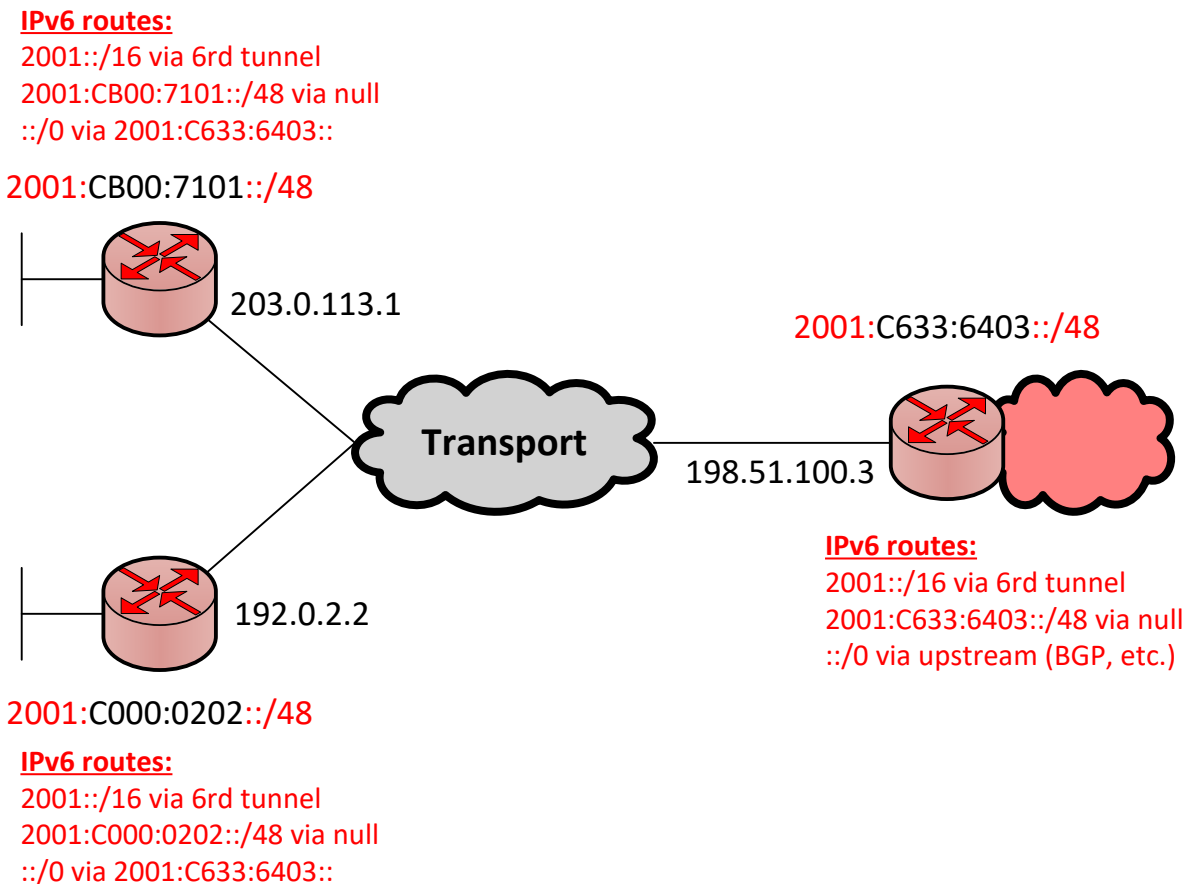 IPv6 routes:
2001::/16 via 6rd tunnel
2001:CB00:7101::/48 via null
::/0 via 2001:C633:6403::
2001:CB00:7101::/48
203.0.113.1
2001:C633:6403::/48
Transport
198.51.100.3
IPv6 routes:
2001::/16 via 6rd tunnel
2001:C633:6403::/48 via null
::/0 via upstream (BGP, etc.)
192.0.2.2
2001:C000:0202::/48
IPv6 routes:
2001::/16 via 6rd tunnel
2001:C000:0202::/48 via null
::/0 via 2001:C633:6403::